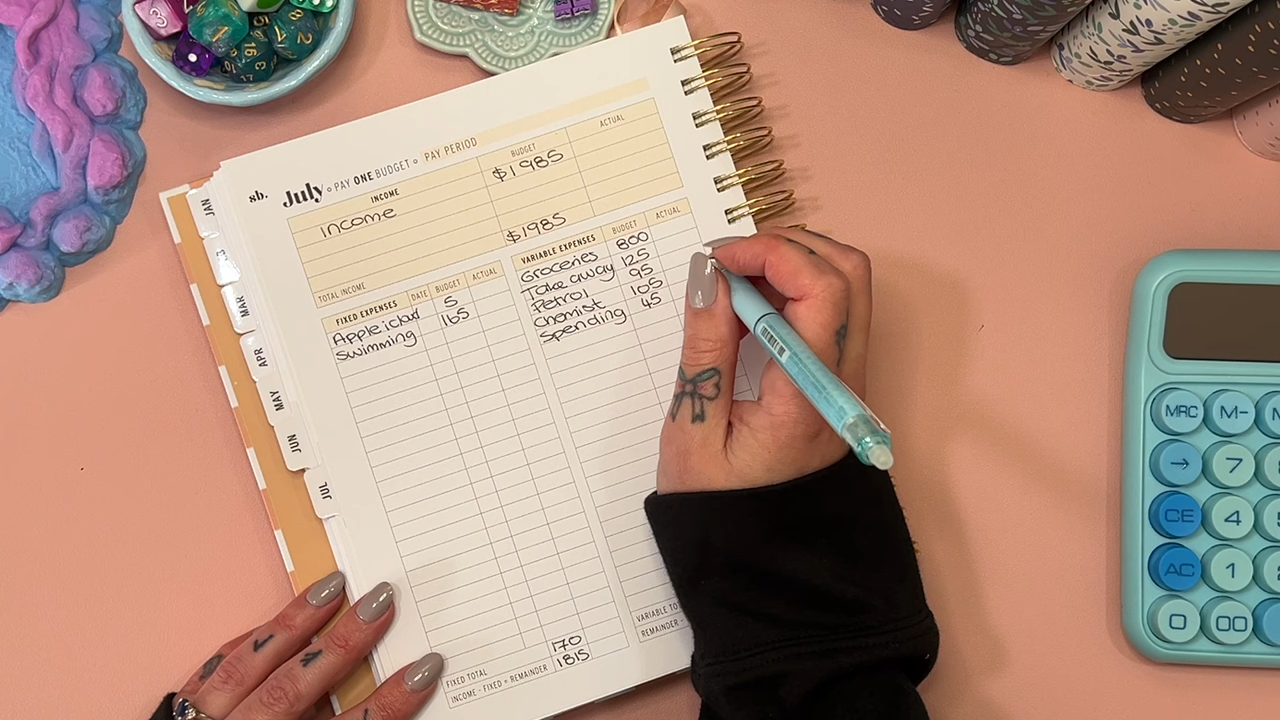 sb. July PAY ONE BUDGET PAY PERIOD
INCOME BUDGET ACTUAL
Income $1985
TOTAL INCOME $1985
FIXED EXPENSES DATE BUDGET ACTUAL
Apple icloud 5
Swimming 165
FIXED TOTAL 170
INCOME - FIXED = REMAINDER 1815
VARIABLE EXPENSES BUDGET ACTUAL
Groceries 800
Take away 125
Petrol 95
Chemist 105
Spending 45
REMAINDER -
JAN
MAR
APR
MAY
JUN
JUL
MRC M-
→ 7
CE 4
AC 1
0 00